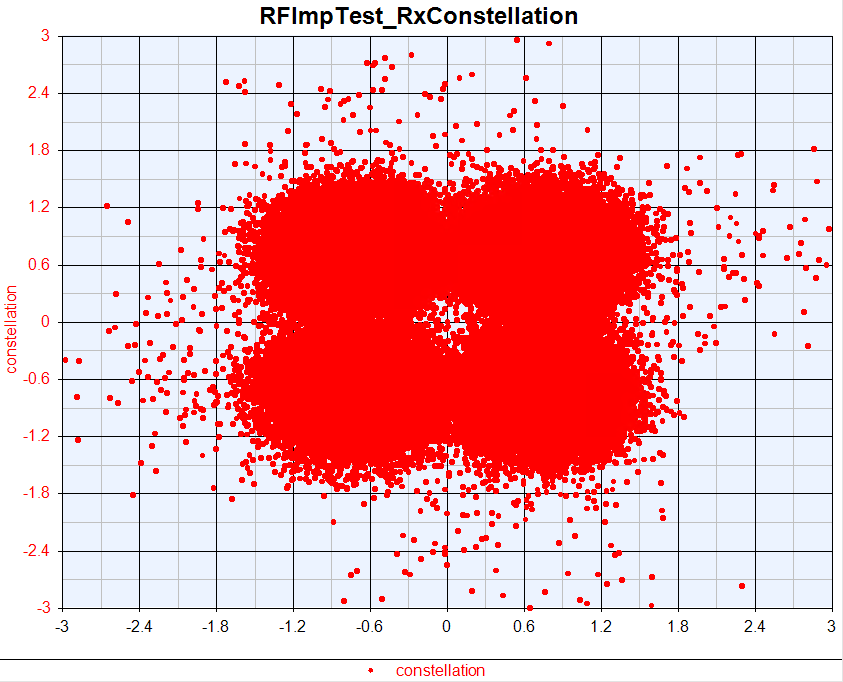 RFImpTest_RxConstellation
3
2.4
1.8
1.2
0.6
0
-0.6
-1.2
-1.8
-2.4
-3
constellation
-3 -2.4 -1.8 -1.2 -0.6 0 0.6 1.2 1.8 2.4 3
constellation